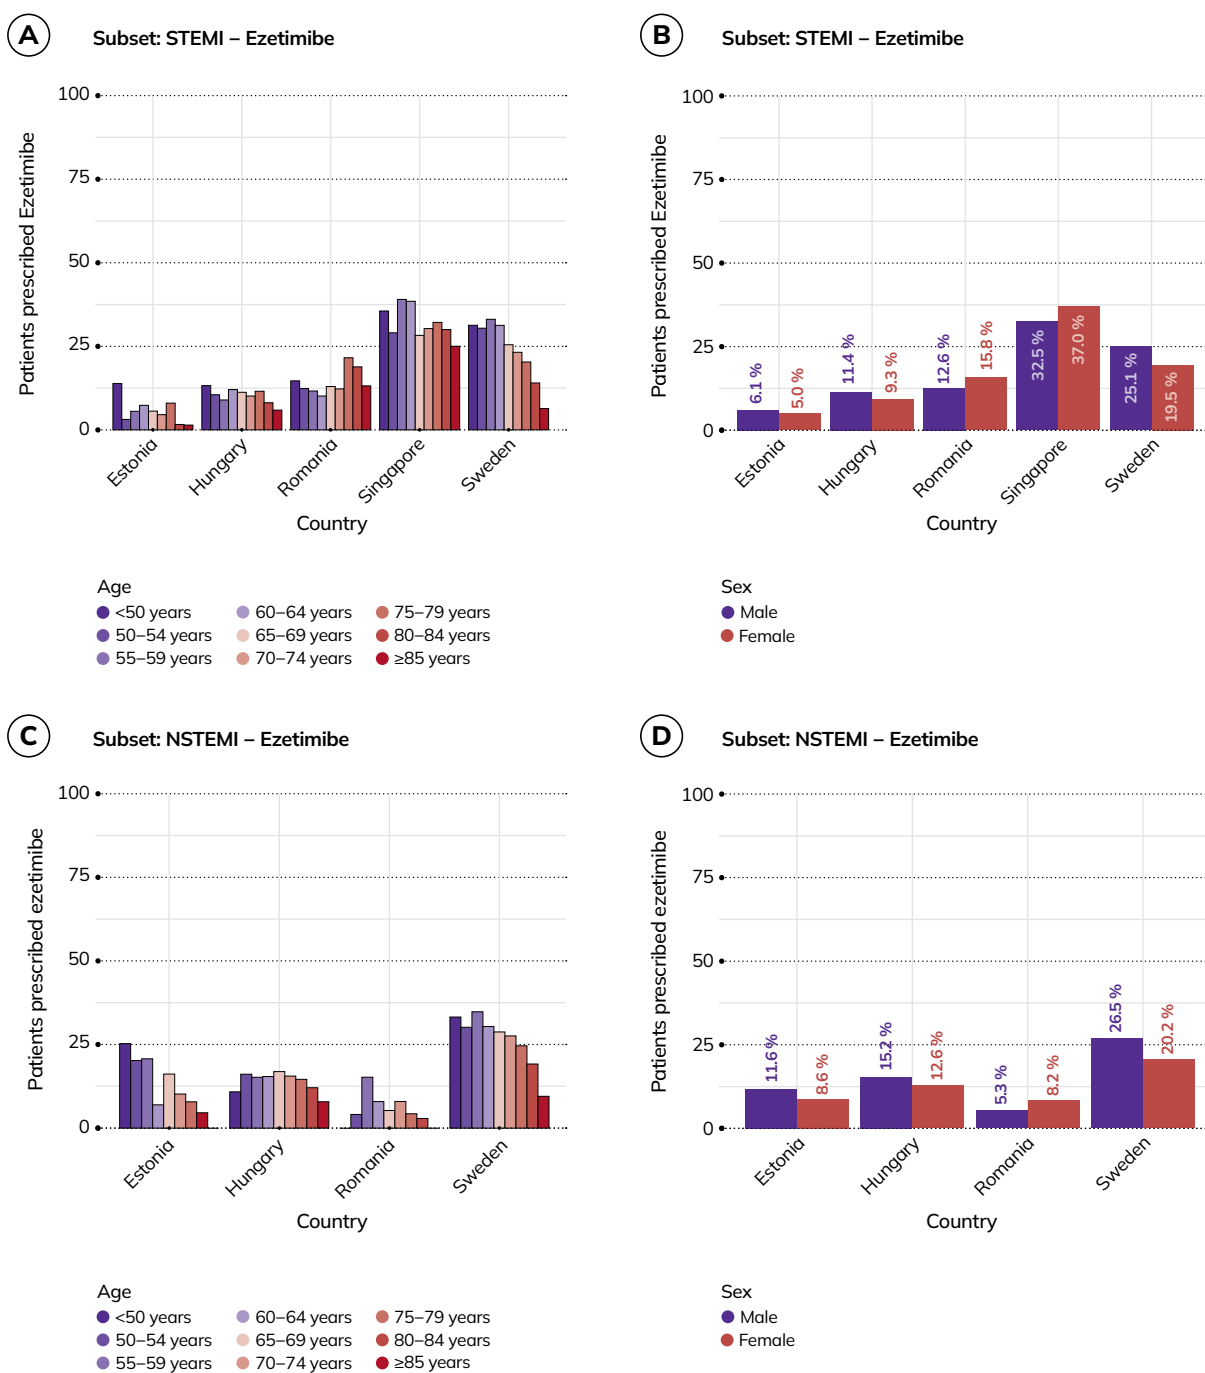 A
Subset: STEMI – Ezetimibe
Patients prescribed Ezetimibe
100
75
50
25
0
Estonia
Hungary
Romania
Singapore
Sweden
Country
Age
<50 years
60–64 years
75–79 years
50–54 years
65–69 years
80–84 years
55–59 years
70–74 years
≥85 years
B
Subset: STEMI – Ezetimibe
Patients prescribed Ezetimibe
100
75
50
25
0
6.1 %
5.0 %
11.4 %
9.3 %
12.6 %
15.8 %
32.5 %
37.0 %
25.1 %
19.5 %
Estonia
Hungary
Romania
Singapore
Sweden
Country
Sex
Male
Female
C
Subset: NSTEMI – Ezetimibe
Patients prescribed ezetimibe
100
75
50
25
0
Estonia
Hungary
Romania
Sweden
Country
Age
<50 years
60–64 years
75–79 years
50–54 years
65–69 years
80–84 years
55–59 years
70–74 years
≥85 years
D
Subset: NSTEMI – Ezetimibe
Patients prescribed ezetimibe
100
75
50
25
0
11.6 %
8.6 %
15.2 %
12.6 %
5.3 %
8.2 %
26.5 %
20.2 %
Estonia
Hungary
Romania
Sweden
Country
Sex
Male
Female